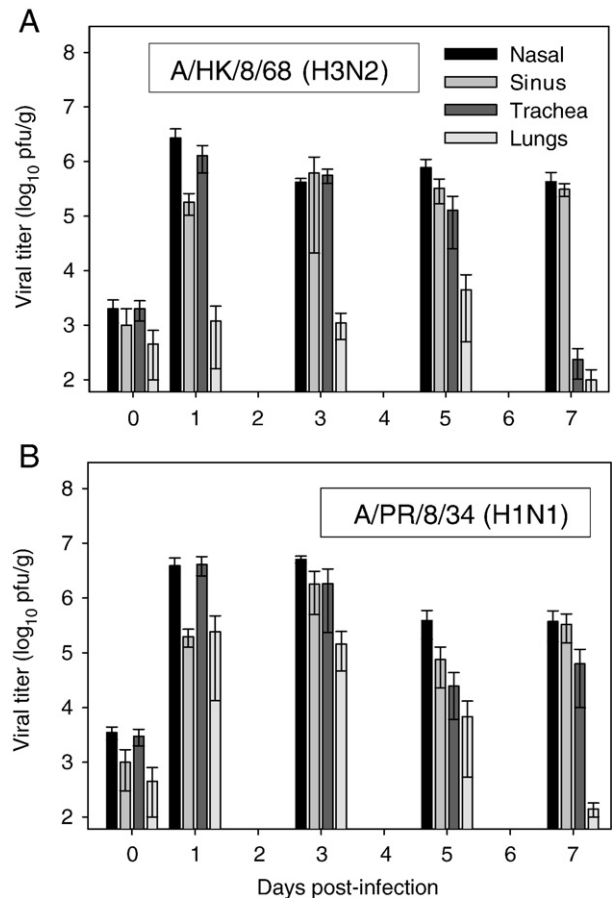 A
A/HK/8/68 (H3N2)
Nasal
Sinus
Trachea
Lungs
Viral titer (log₁₀ pfu/g)
8
7
6
5
4
3
2
0 1 2 3 4 5 6 7
B
A/PR/8/34 (H1N1)
Viral titer (log₁₀ pfu/g)
8
7
6
5
4
3
2
0 1 2 3 4 5 6 7
Days post-infection